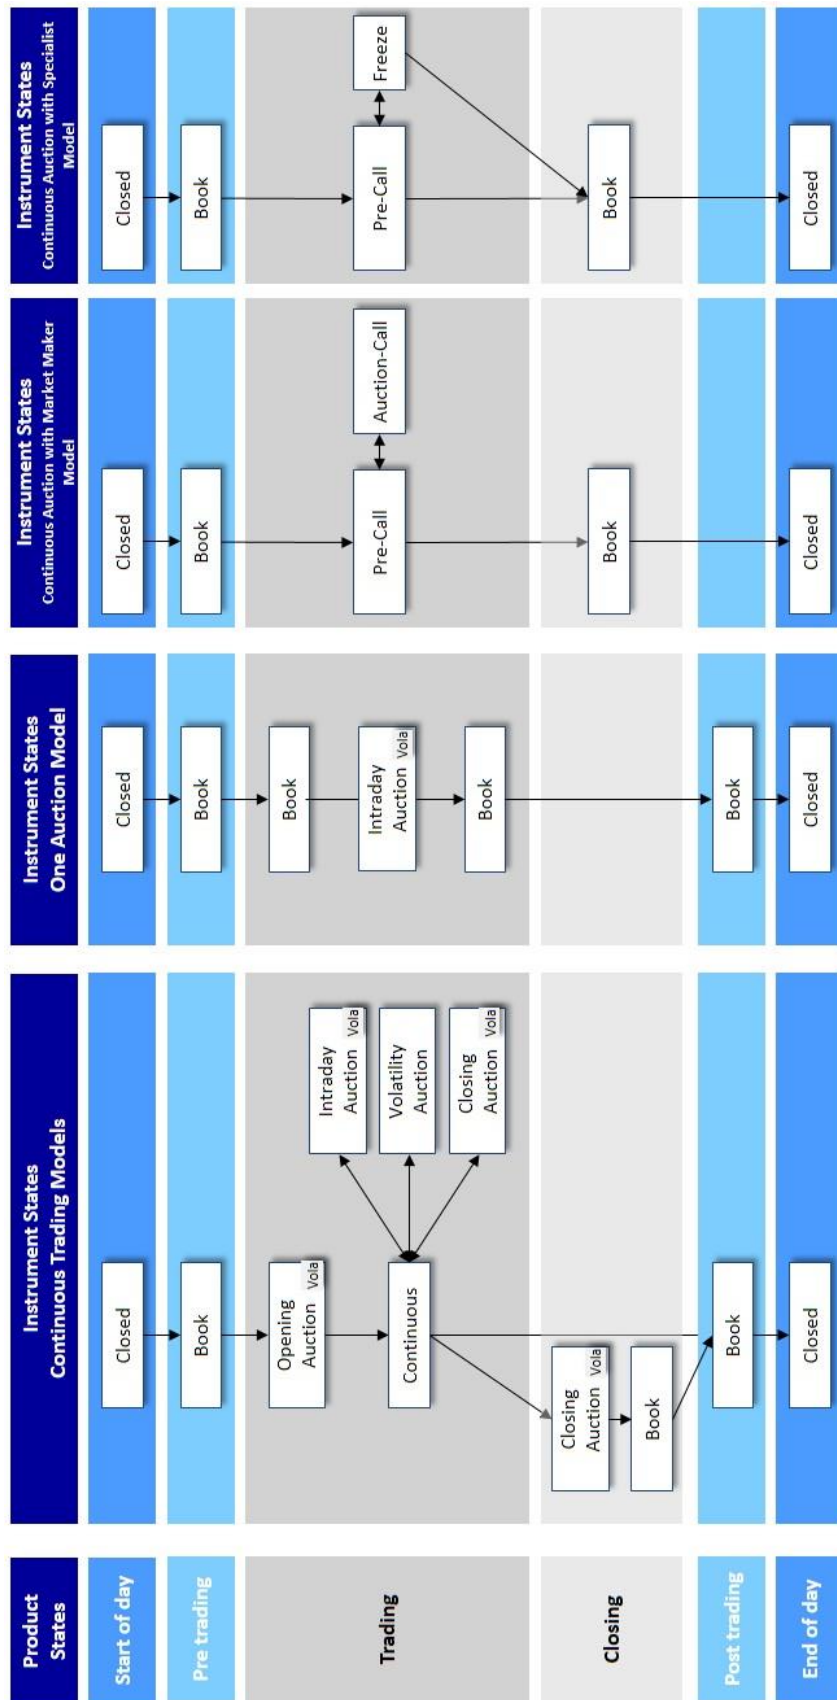 Product
States
Instrument States
Continuous Trading Models
Instrument States
One Auction Model
Instrument States
Continuous Auction with Market Maker
Model
Instrument States
Continuous Auction with Specialist
Model
Start of day
Closed
Closed
Closed
Closed
Pre trading
Book
Book
Book
Book
Trading
Opening
Auction
Vola
Continuous
Intraday
Auction
Vola
Volatility
Auction
Closing
Auction
Vola
Book
Intraday
Auction
Vola
Book
Pre-Call
Auction-Call
Pre-Call
Freeze
Closing
Closing
Auction
Vola
Book
Book
Book
Post trading
Book
Book
End of day
Closed
Closed
Closed
Closed